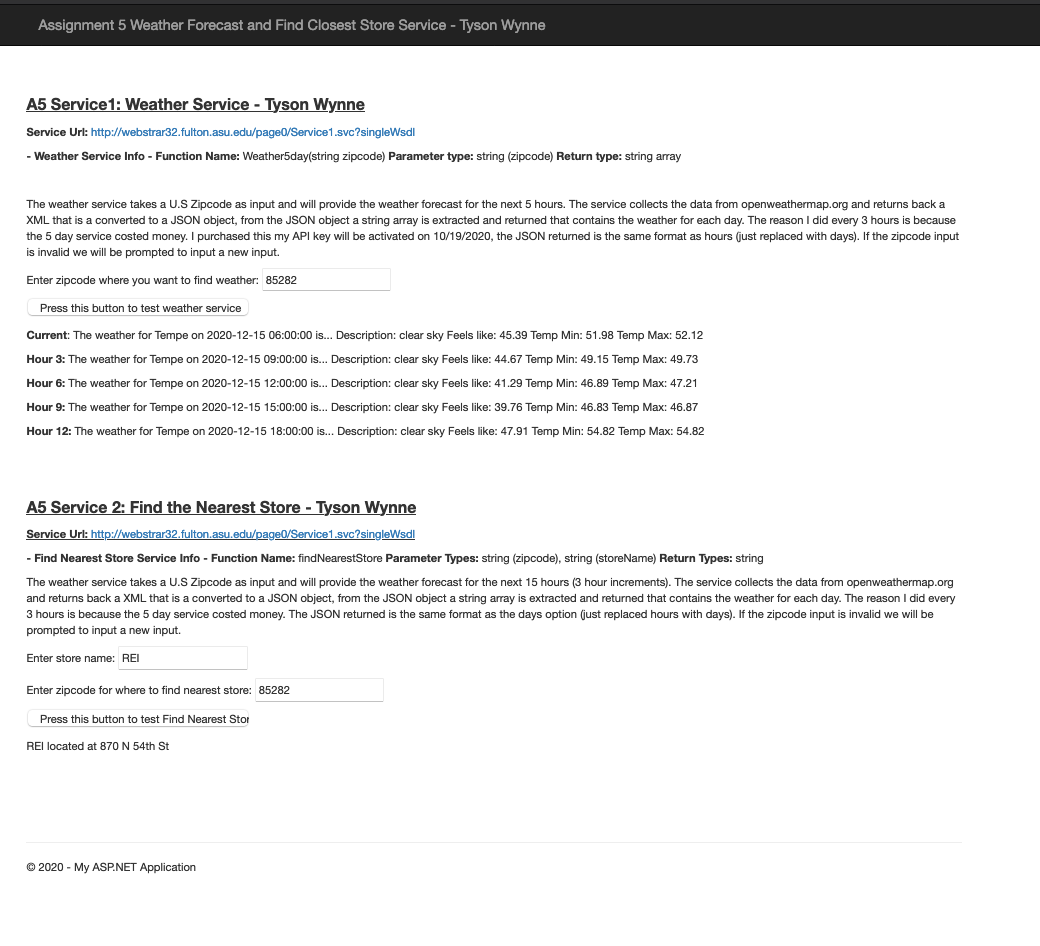 Assignment 5 Weather Forecast and Find Closest Store Service - Tyson Wynne
A5 Service1: Weather Service - Tyson Wynne
Service Url: http://webstrar32.fulton.asu.edu/page0/Service1.svc?singleWsdl
- Weather Service Info - Function Name: Weather5day(string zipcode) Parameter type: string (zipcode) Return type: string array
The weather service takes a U.S Zipcode as input and will provide the weather forecast for the next 5 hours. The service collects the data from openweathermap.org and returns back a
XML that is a converted to a JSON object, from the JSON object a string array is extracted and returned that contains the weather for each day. The reason I did every 3 hours is because
the 5 day service costed money. I purchased this my API key will be activated on 10/19/2020, the JSON returned is the same format as hours (just replaced with days). If the zipcode input
is invalid we will be prompted to input a new input.
Enter zipcode where you want to find weather: 85282
Press this button to test weather service
Current: The weather for Tempe on 2020-12-15 06:00:00 is... Description: clear sky Feels like: 45.39 Temp Min: 51.98 Temp Max: 52.12
Hour 3: The weather for Tempe on 2020-12-15 09:00:00 is... Description: clear sky Feels like: 44.67 Temp Min: 49.15 Temp Max: 49.73
Hour 6: The weather for Tempe on 2020-12-15 12:00:00 is... Description: clear sky Feels like: 41.29 Temp Min: 46.89 Temp Max: 47.21
Hour 9: The weather for Tempe on 2020-12-15 15:00:00 is... Description: clear sky Feels like: 39.76 Temp Min: 46.83 Temp Max: 46.87
Hour 12: The weather for Tempe on 2020-12-15 18:00:00 is... Description: clear sky Feels like: 47.91 Temp Min: 54.82 Temp Max: 54.82
A5 Service 2: Find the Nearest Store - Tyson Wynne
Service Url: http://webstrar32.fulton.asu.edu/page0/Service1.svc?singleWsdl
- Find Nearest Store Service Info - Function Name: findNearestStore Parameter Types: string (zipcode), string (storeName) Return Types: string
The weather service takes a U.S Zipcode as input and will provide the weather forecast for the next 15 hours (3 hour increments). The service collects the data from openweathermap.org
and returns back a XML that is a converted to a JSON object, from the JSON object a string array is extracted and returned that contains the weather for each day. The reason I did every
3 hours is because the 5 day service costed money. The JSON returned is the same format as the days option (just replaced hours with days). If the zipcode input is invalid we will be
prompted to input a new input.
Enter store name: REI
Enter zipcode for where to find nearest store: 85282
Press this button to test Find Nearest Stor
REI located at 870 N 54th St
© 2020 - My ASP.NET Application